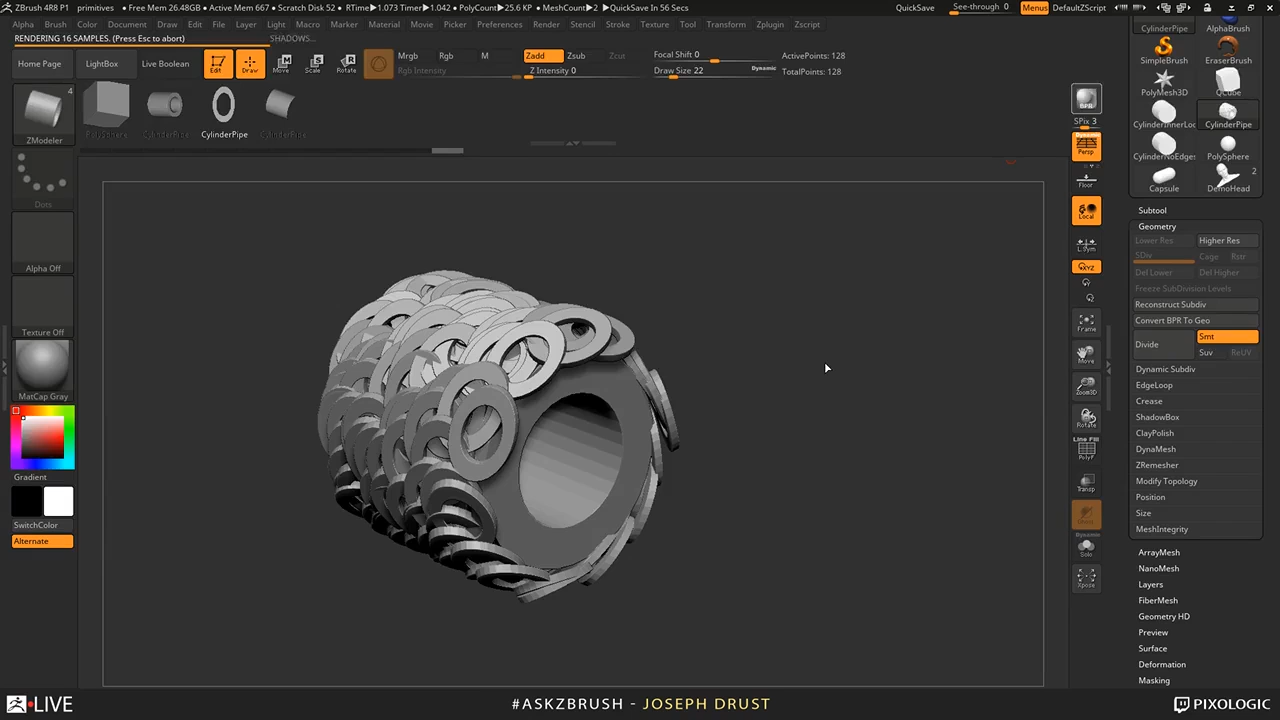 ZBrush 4R8 P1 primitives • Free Mem 26.48GB • Active Mem 667 • Scratch Disk 52 • RTime▶1.073 Timer▶1.042 • PolyCount▶25.6 KP • MeshCount▶2 ▶QuickSave In 56 Secs QuickSave See-through 0 Menus DefaultZScript
Alpha Brush Color Document Draw Edit File Layer Light Macro Marker Material Movie Picker Preferences Render Stencil Stroke Texture Tool Transform Zplugin Zscript
RENDERING 16 SAMPLES. (Press Esc to abort) SHADOWS...
Home Page LightBox Live Boolean Edit Draw Move Scale Rotate
Mrgb Rgb M Zadd Zsub Zcut Focal Shift 0 ActivePoints: 128
Rgb Intensity Z Intensity 0 Draw Size 22 Dynamic TotalPoints: 128
4
ZModeler
PolySphere CylinderPipe CylinderPipe CylinderPipe
Dots
Alpha Off
Texture Off
MatCap Gray
Gradient
SwitchColor
Alternate
BPR
SPix 3
Dynamic
Persp
Floor
Local
L.Sym
XYZ
Frame
Move
Zoom3D
Rotate
Line Fill
PolyF
Transp
Dynamic
Solo
Xpose
CylinderPipe AlphaBrush
SimpleBrush EraserBrush
PolyMesh3D QCube
CylinderInnerLoc CylinderPipe
CylinderNoEdges PolySphere
2
Capsule DemoHead
Subtool
Geometry
Lower Res Higher Res
SDiv Cage Rstr
Del Lower Del Higher
Freeze SubDivision Levels
Reconstruct Subdiv
Convert BPR To Geo
Divide Smt
Suv ReUV
Dynamic Subdiv
EdgeLoop
Crease
ShadowBox
ClayPolish
DynaMesh
ZRemesher
Modify Topology
Position
Size
MeshIntegrity
ArrayMesh
NanoMesh
Layers
FiberMesh
Geometry HD
Preview
Surface
Deformation
Masking
LIVE #ASKZBRUSH - JOSEPH DRUST PIXOLOGIC